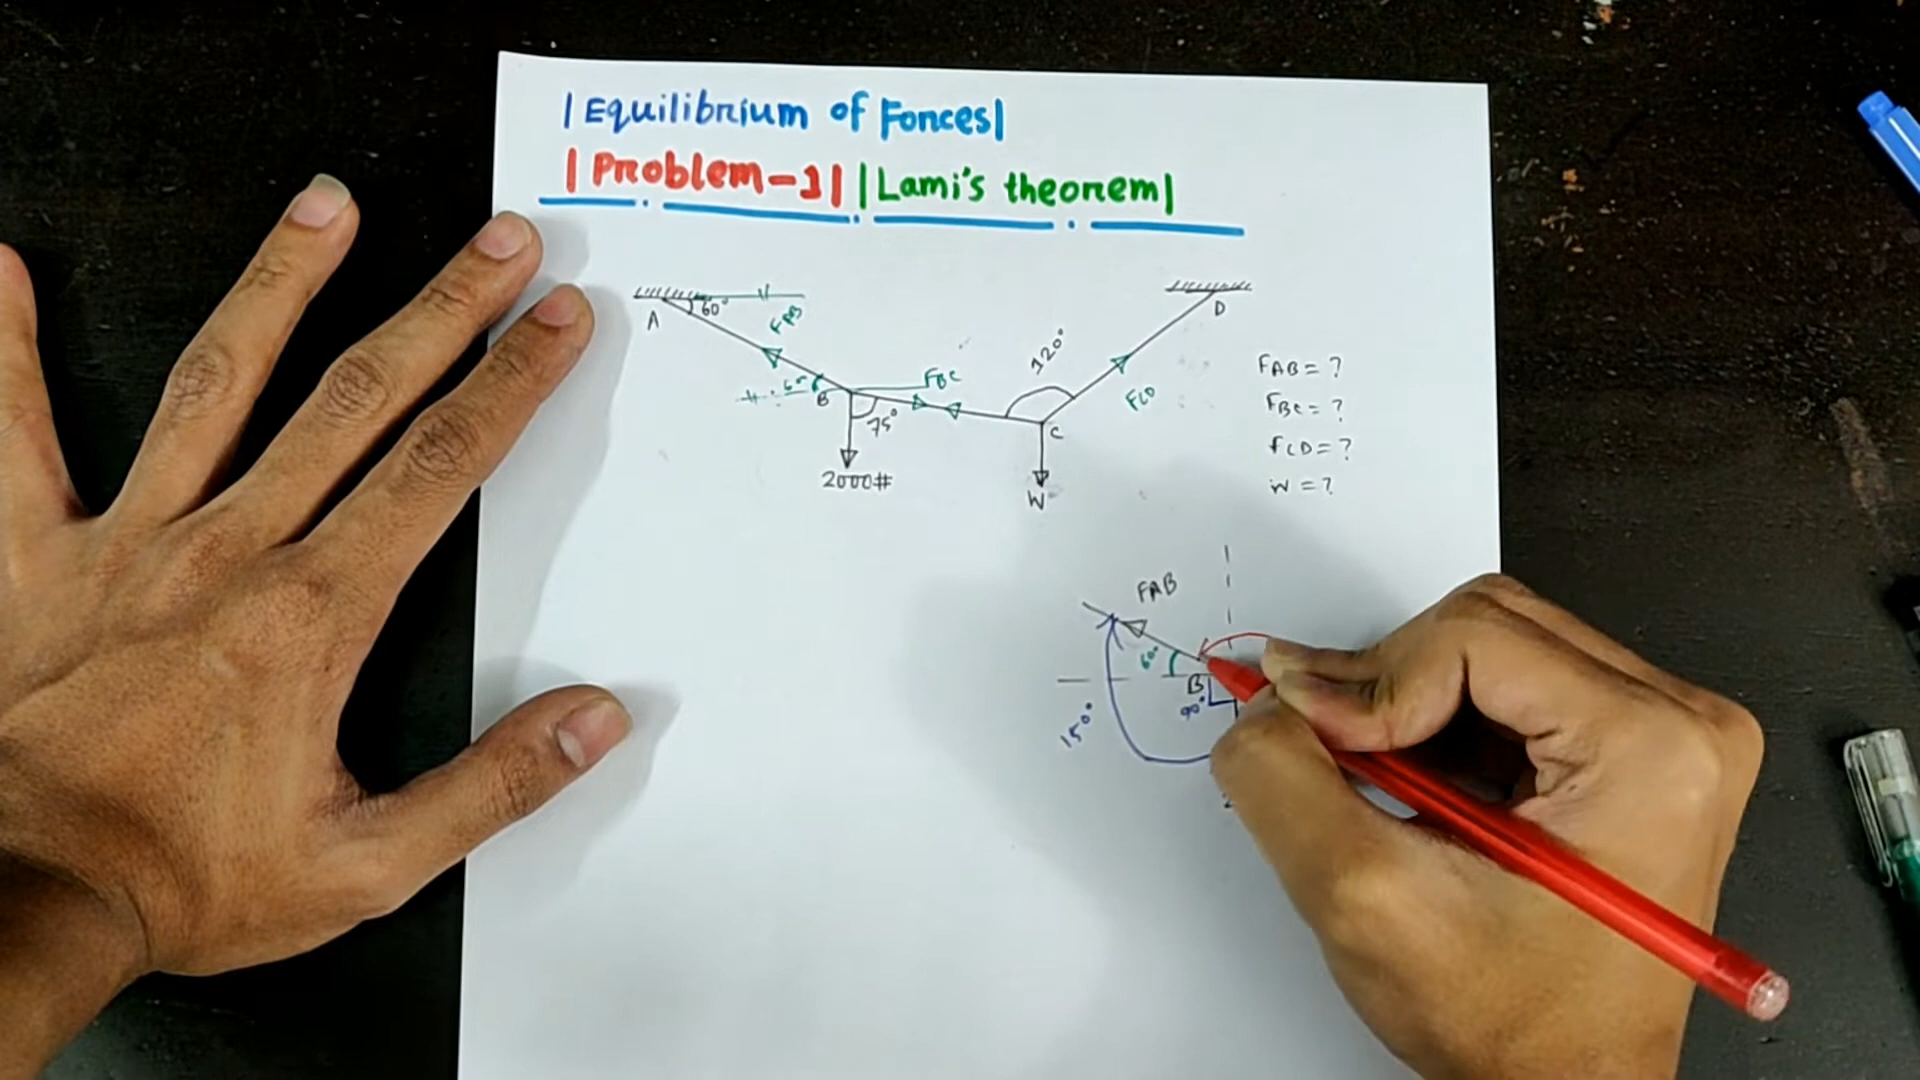 |Equilibrium of Forces|
|Problem-1| |Lami's theorem|
A 60° FAB
60° B FBC
75°
2000#
120°
C
W
FCD
D
FAB = ?
FBC = ?
FCD = ?
W = ?
FAB
60°
B
90°
150°